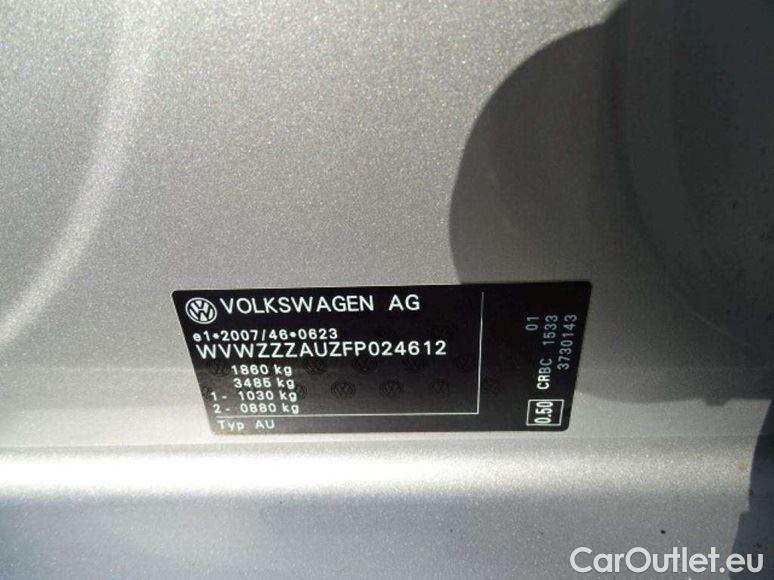 VOLKSWAGEN AG
e1*2007/46*0623
WVWZZZAUZFP024612
1860 kg
3485 kg
1 - 1030 kg
2 - 0880 kg
Typ AU
01
CRBC 1533
3730143
0.50
CarOutlet.eu